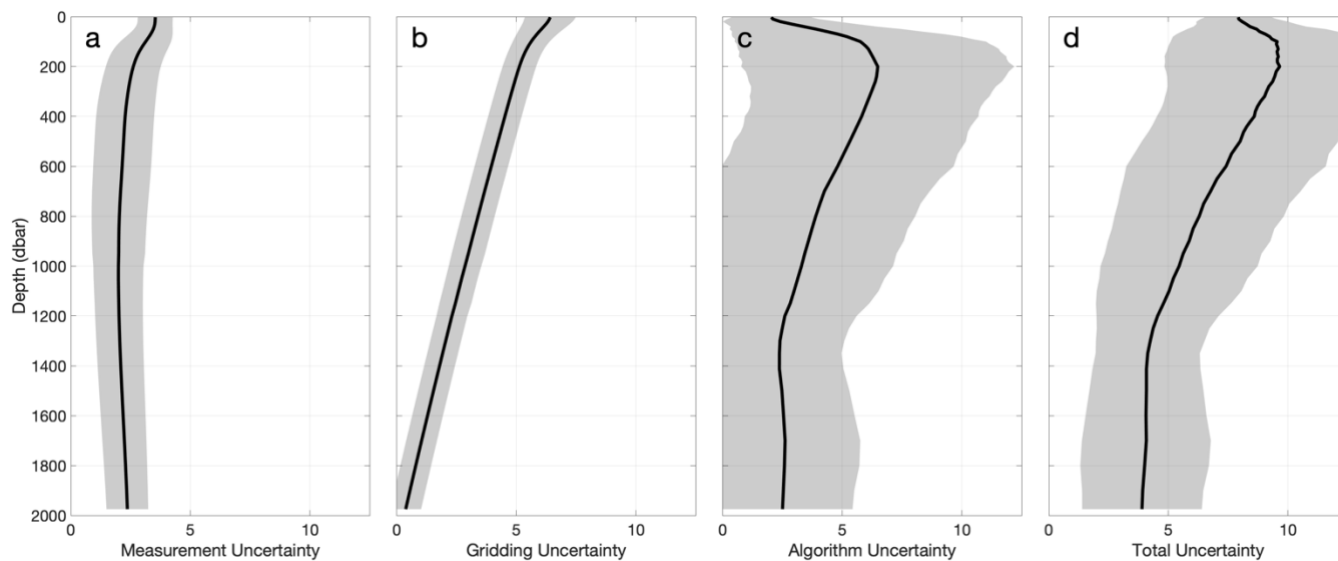 a
b
c
d
Depth (dbar)
0
200
400
600
800
1000
1200
1400
1600
1800
2000
0 5 10
0 5 10
0 5 10
0 5 10
Measurement Uncertainty
Gridding Uncertainty
Algorithm Uncertainty
Total Uncertainty